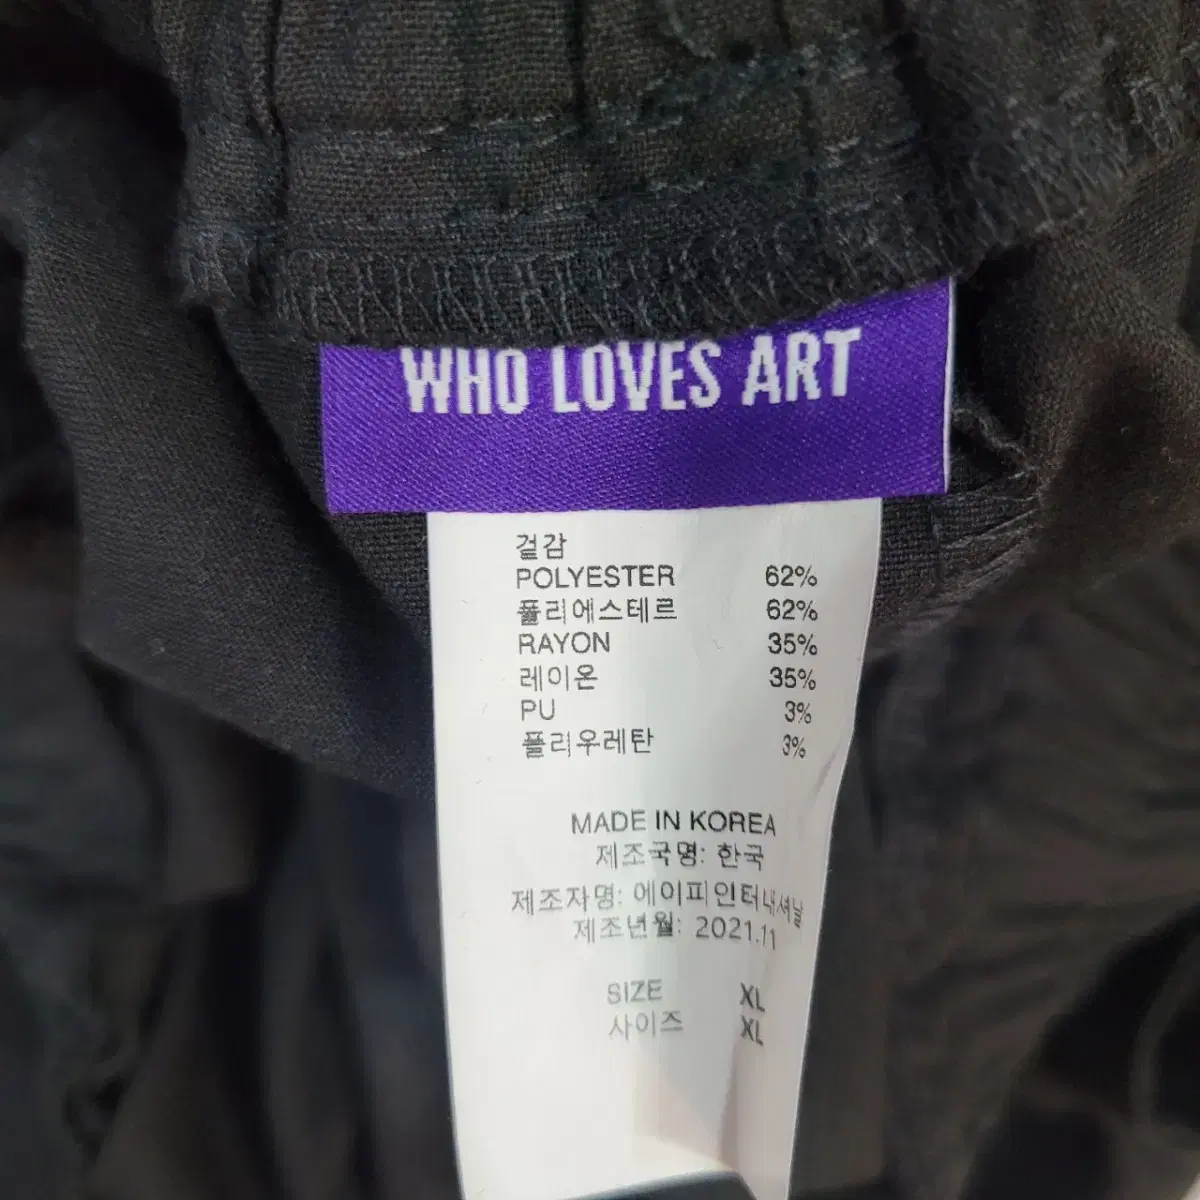 WHO LOVES ART
겉감
POLYESTER 62%
폴리에스테르 62%
RAYON 35%
레이온 35%
PU 3%
폴리우레탄 3%
MADE IN KOREA
제조국명: 한국
제조자명: 에이피인터내셔널
제조년월: 2021.11
SIZE XL
사이즈 XL